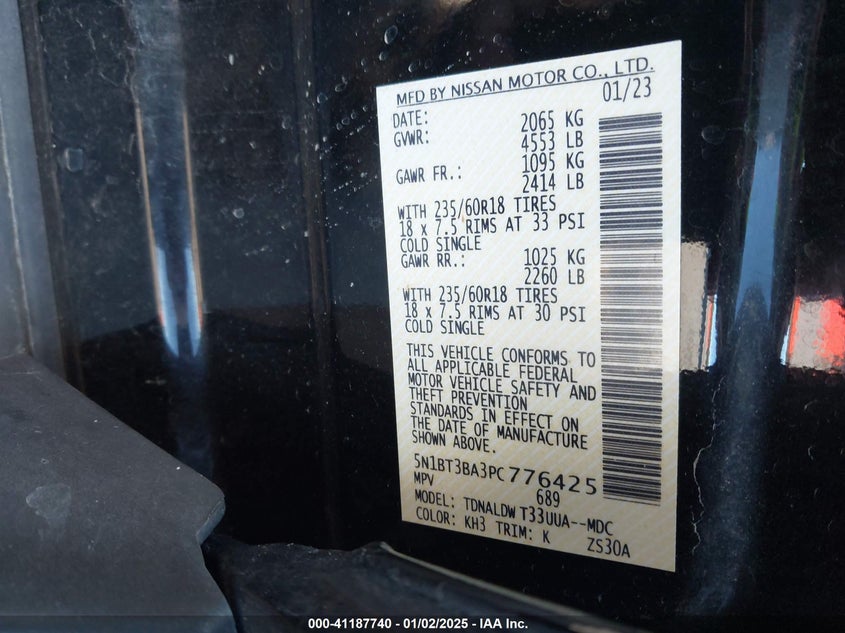 MFD BY NISSAN MOTOR CO., LTD.
DATE: 01/23
GVWR: 2065 KG
4553 LB
GAWR FR.: 1095 KG
2414 LB
WITH 235/60R18 TIRES
18 x 7.5 RIMS AT 33 PSI
COLD SINGLE
GAWR RR.: 1025 KG
2260 LB
WITH 235/60R18 TIRES
18 x 7.5 RIMS AT 30 PSI
COLD SINGLE
THIS VEHICLE CONFORMS TO
ALL APPLICABLE FEDERAL
MOTOR VEHICLE SAFETY AND
THEFT PREVENTION
STANDARDS IN EFFECT ON
THE DATE OF MANUFACTURE
SHOWN ABOVE.
5N1BT3BA3PC776425
MPV 689
MODEL: TDNALDW T33UUA--MDC
COLOR: KH3 TRIM: K ZS30A
000-41187740 - 01/02/2025 - IAA Inc.